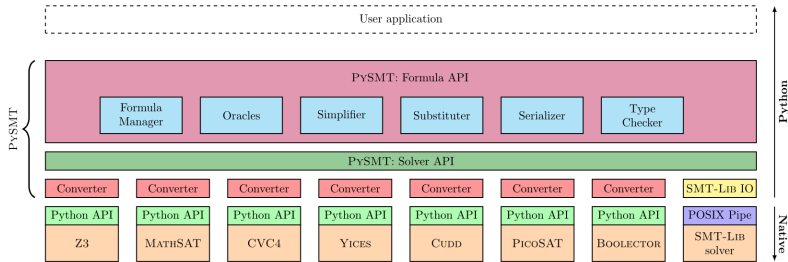 User application
PYSMT: Formula API
Formula
Manager
Oracles
Simplifier
Substituter
Serializer
Type
Checker
PYSMT: Solver API
Converter
Converter
Converter
Converter
Converter
Converter
Converter
SMT-LIB IO
Python API
Python API
Python API
Python API
Python API
Python API
Python API
POSIX Pipe
Z3
MATHSAT
CVC4
YICES
CUDD
PICOSAT
BOOLECTOR
SMT-LIB
solver
PYSMT
Python
Native